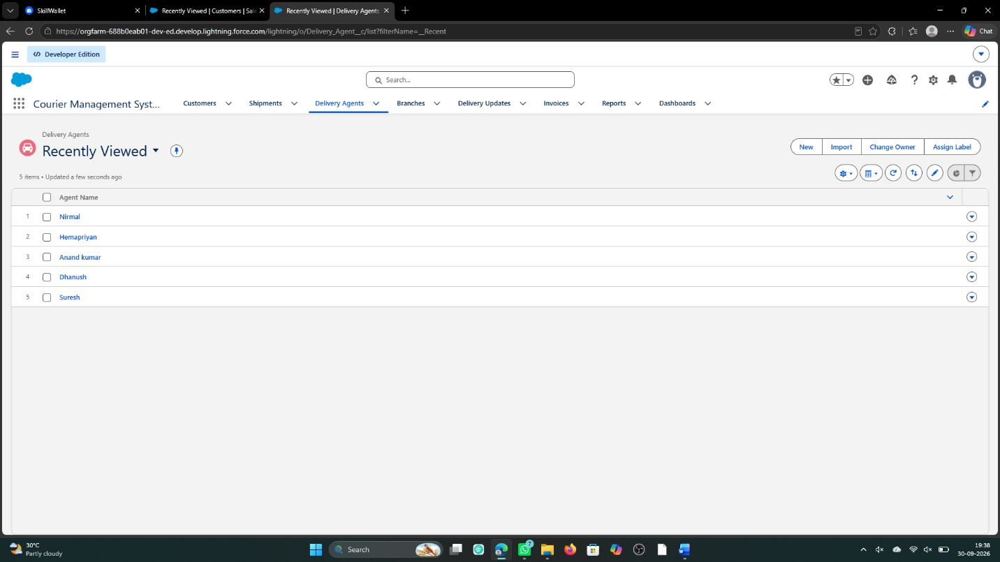 SkillWallet
Recently Viewed | Customers | Sale
Recently Viewed | Delivery Agents
https://orgfarm-688b0eab01-dev-ed.develop.lightning.force.com/lightning/o/Delivery_Agent__c/list?filterName=__Recent
Chat
Developer Edition
Search...
Courier Management Syst...
Customers
Shipments
Delivery Agents
Branches
Delivery Updates
Invoices
Reports
Dashboards
Delivery Agents
Recently Viewed
New
Import
Change Owner
Assign Label
5 items • Updated a few seconds ago
Agent Name
1 Nirmal
2 Hemapriyan
3 Anand kumar
4 Dhanush
5 Suresh
30°C
Partly cloudy
Search
7
19:38
30-09-2026